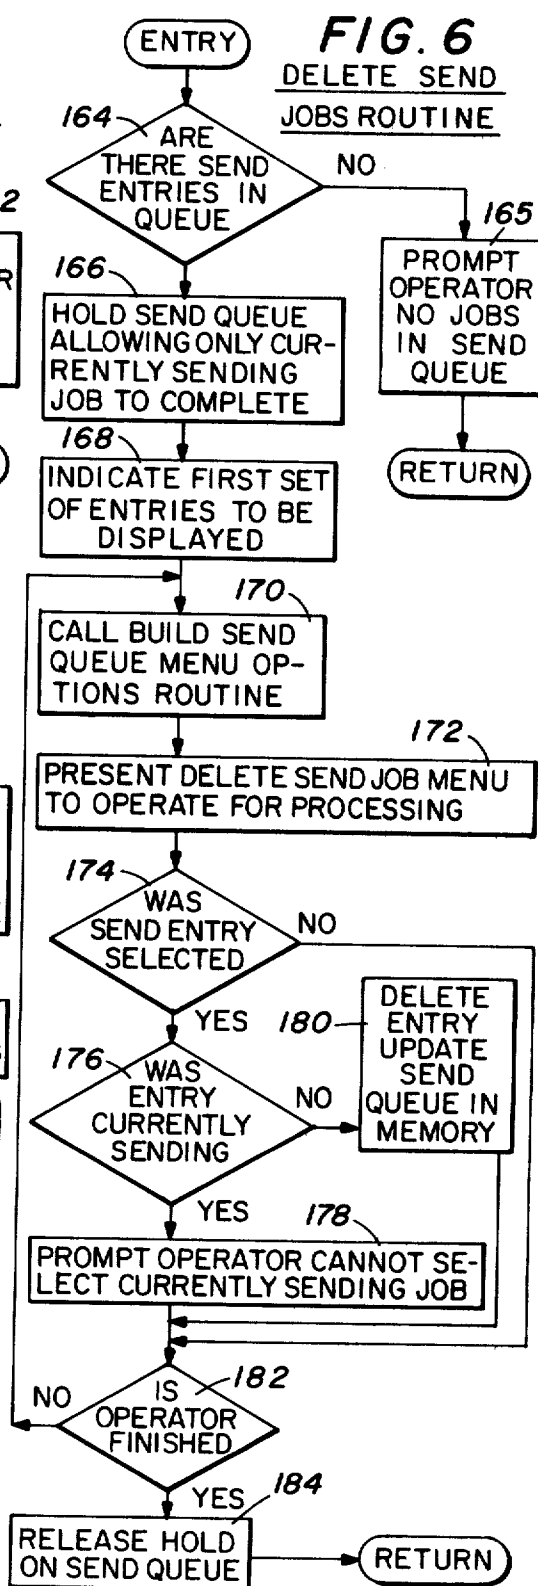 ENTRY
FIG. 6
DELETE SEND
JOBS ROUTINE
164
ARE
THERE SEND
ENTRIES IN
QUEUE
NO
2
R
165
PROMPT
OPERATOR
NO JOBS
IN SEND
QUEUE
RETURN
166
HOLD SEND QUEUE
ALLOWING ONLY CUR-
RENTLY SENDING
JOB TO COMPLETE
168
INDICATE FIRST SET
OF ENTRIES TO BE
DISPLAYED
170
CALL BUILD SEND
QUEUE MENU OP-
TIONS ROUTINE
172
PRESENT DELETE SEND JOB MENU
TO OPERATE FOR PROCESSING
174
WAS
SEND ENTRY
SELECTED
NO
YES
180
DELETE
ENTRY
UPDATE
SEND
QUEUE IN
MEMORY
176
WAS
ENTRY
CURRENTLY
SENDING
NO
YES
178
PROMPT OPERATOR CANNOT SE-
LECT CURRENTLY SENDING JOB
182
IS
OPERATOR
FINISHED
NO
YES
184
RELEASE HOLD
ON SEND QUEUE
RETURN